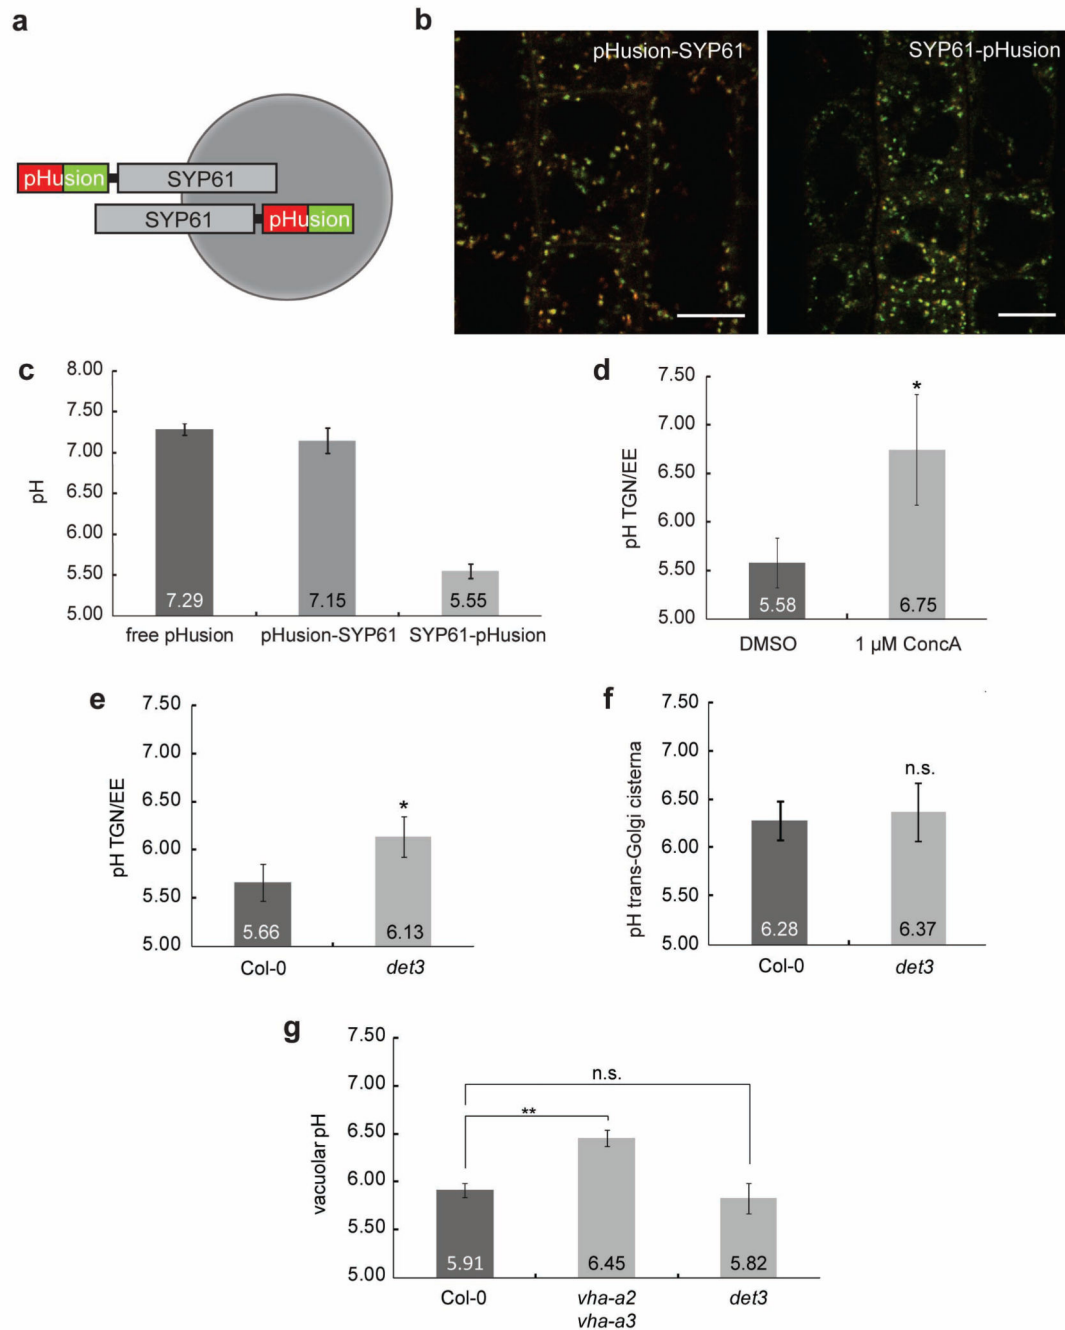 a
pHusion SYP61
SYP61 pHusion
b
pHusion-SYP61
SYP61-pHusion
c
pH
8.00
7.50
7.00
6.50
6.00
5.50
5.00
7.29
7.15
5.55
free pHusion pHusion-SYP61 SYP61-pHusion
d
pH TGN/EE
7.50
7.00
6.50
6.00
5.50
5.00
*
5.58
6.75
DMSO 1 µM ConcA
e
pH TGN/EE
7.50
7.00
6.50
6.00
5.50
5.00
*
5.66
6.13
Col-0 det3
f
pH trans-Golgi cisterna
7.50
7.00
6.50
6.00
5.50
5.00
n.s.
6.28
6.37
Col-0 det3
g
vacuolar pH
7.50
7.00
6.50
6.00
5.50
5.00
n.s.
**
5.91
6.45
5.82
Col-0 vha-a2 det3
vha-a3